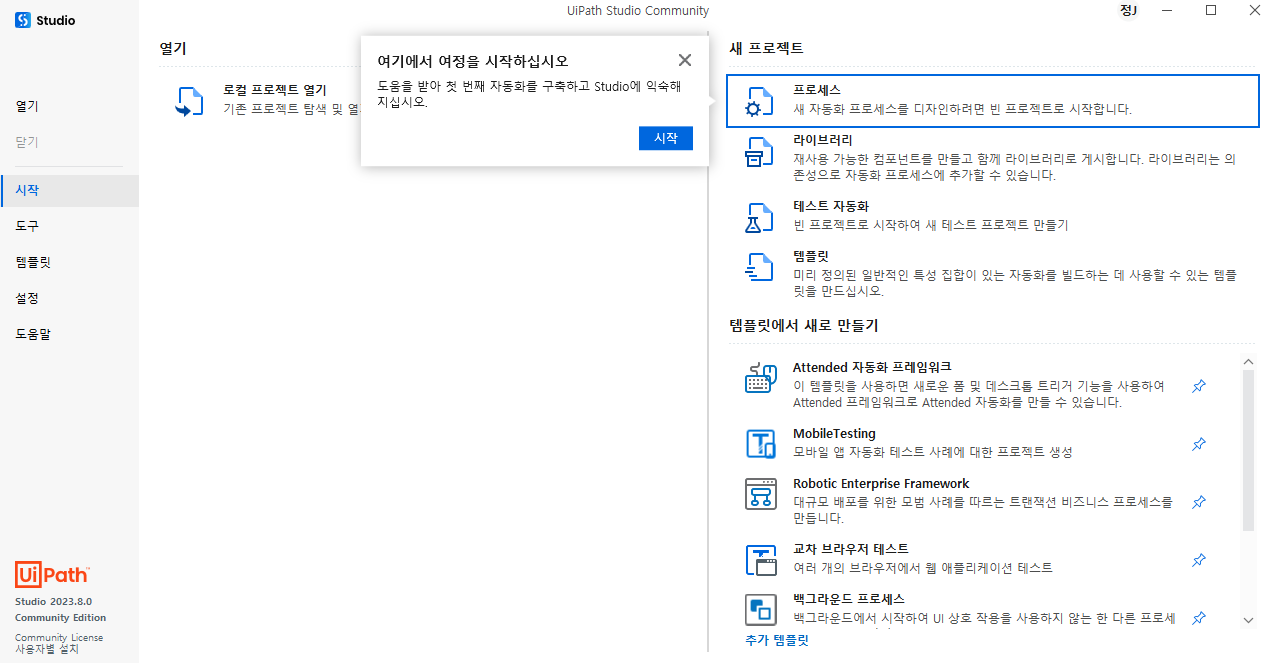 Studio
UiPath Studio Community
정J
열기
닫기
시작
도구
템플릿
설정
도움말
UiPath
Studio 2023.8.0
Community Edition
Community License
사용자별 설치
열기
로컬 프로젝트 열기
기존 프로젝트 탐색 및 열
여기에서 여정을 시작하십시오
도움을 받아 첫 번째 자동화를 구축하고 Studio에 익숙해
지십시오.
시작
새 프로젝트
프로세스
새 자동화 프로세스를 디자인하려면 빈 프로젝트로 시작합니다.
라이브러리
재사용 가능한 컴포넌트를 만들고 함께 라이브러리로 게시합니다. 라이브러리는 의
존성으로 자동화 프로세스에 추가할 수 있습니다.
테스트 자동화
빈 프로젝트로 시작하여 새 테스트 프로젝트 만들기
템플릿
미리 정의된 일반적인 특성 집합이 있는 자동화를 빌드하는 데 사용할 수 있는 템플
릿을 만드십시오.
템플릿에서 새로 만들기
Attended 자동화 프레임워크
이 템플릿을 사용하면 새로운 폼 및 데스크톱 트리거 기능을 사용하여
Attended 프레임워크로 Attended 자동화를 만들 수 있습니다.
MobileTesting
모바일 앱 자동화 테스트 사례에 대한 프로젝트 생성
Robotic Enterprise Framework
대규모 배포를 위한 모범 사례를 따르는 트랜잭션 비즈니스 프로세스를
만듭니다.
교차 브라우저 테스트
여러 개의 브라우저에서 웹 애플리케이션 테스트
백그라운드 프로세스
백그라운드에서 시작하여 UI 상호 작용을 사용하지 않는 한 다른 프로세
추가 템플릿